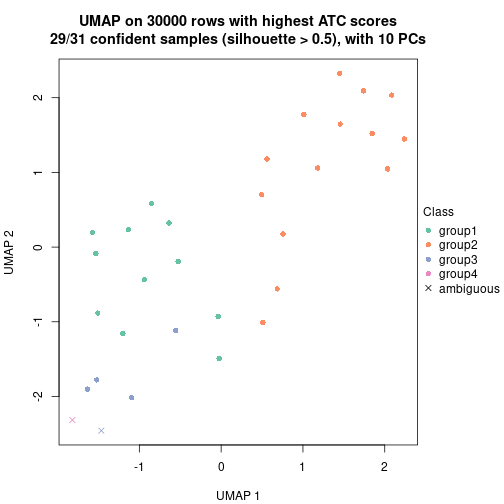 UMAP on 30000 rows with highest ATC scores
29/31 confident samples (silhouette > 0.5), with 10 PCs
2
1
0
-1
-2
UMAP 2
-1
0
1
2
UMAP 1
Class
group1
group2
group3
group4
ambiguous